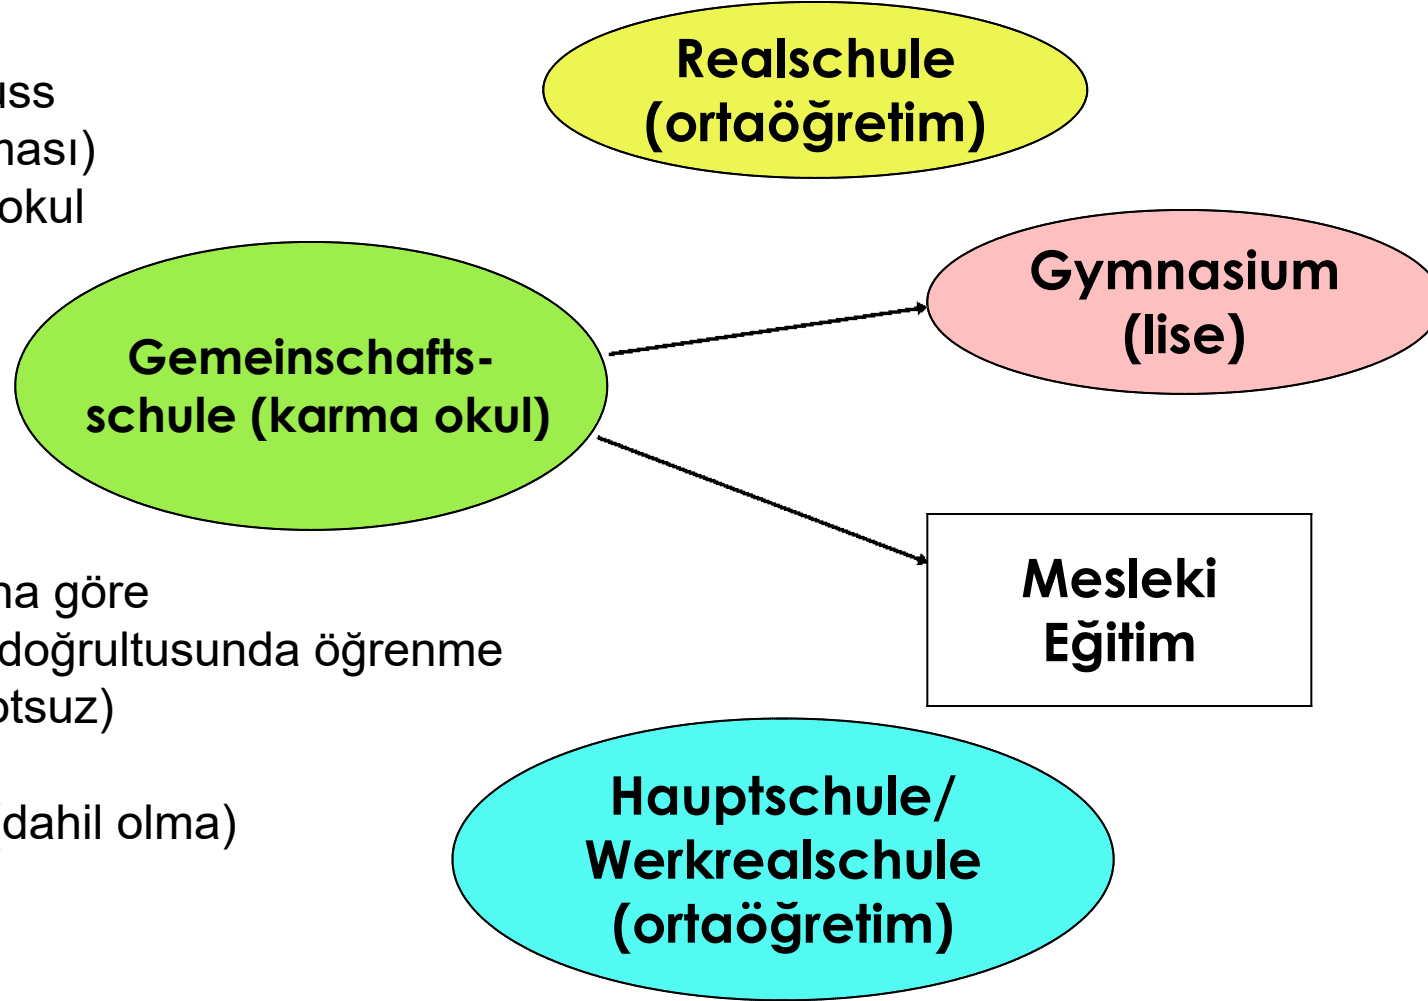 Realschule
(ortaöğretim)
uss
ması)
okul
Gymnasium
(lise)
Gemeinschafts-
schule (karma okul)
Mesleki
Eğitim
na göre
doğrultusunda öğrenme
otsuz)
(dahil olma)
Hauptschule/
Werkrealschule
(ortaöğretim)